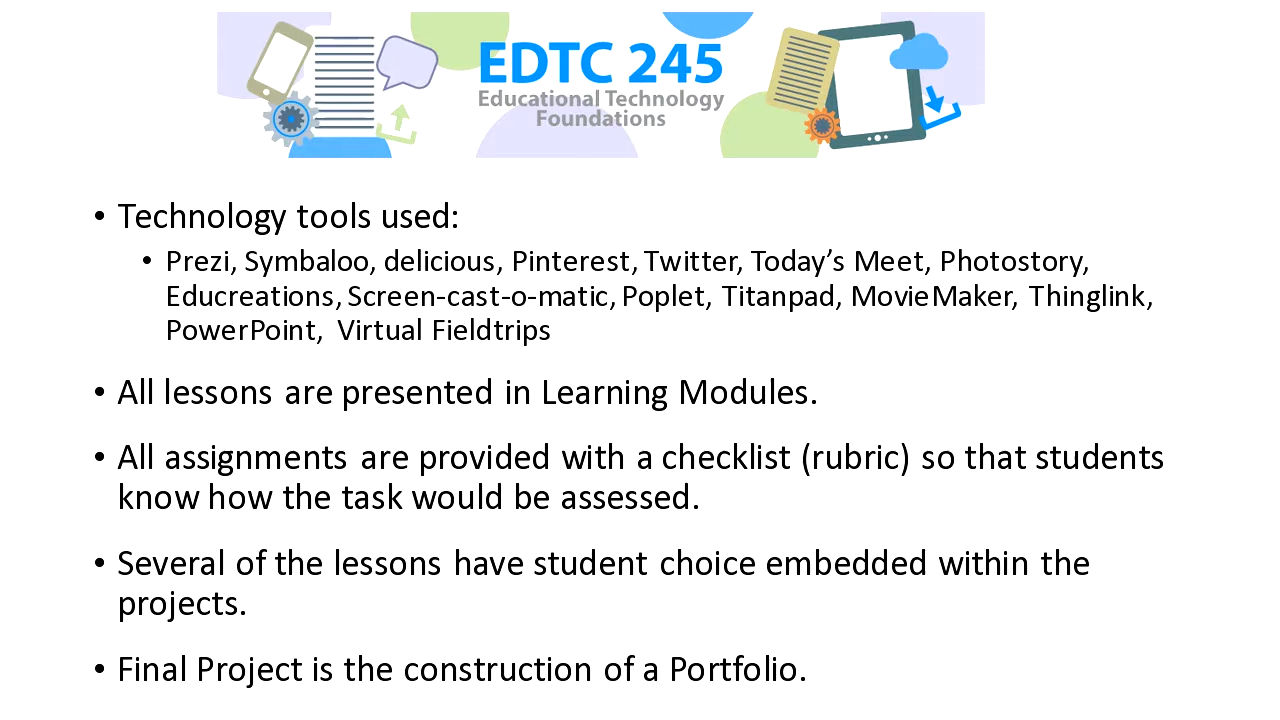 EDTC 245
Educational Technology
Foundations
• Technology tools used:
• Prezi, Symbaloo, delicious, Pinterest, Twitter, Today’s Meet, Photostory,
Educreations, Screen-cast-o-matic, Poplet, Titanpad, MovieMaker, Thinglink,
PowerPoint, Virtual Fieldtrips
• All lessons are presented in Learning Modules.
• All assignments are provided with a checklist (rubric) so that students
know how the task would be assessed.
• Several of the lessons have student choice embedded within the
projects.
• Final Project is the construction of a Portfolio.